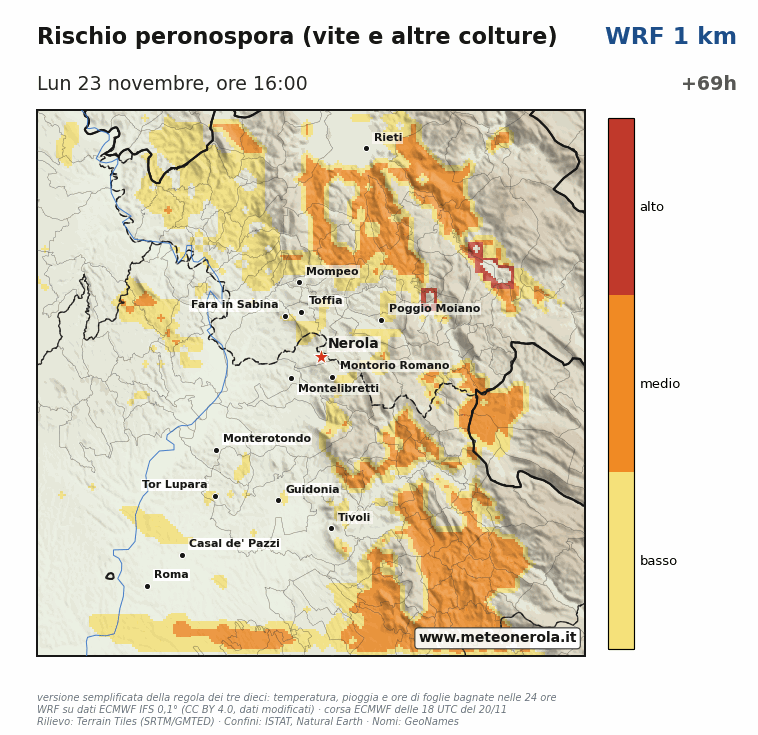 Rischio peronospora (vite e altre colture)
WRF 1 km
Lun 23 novembre, ore 16:00
+69h
Rieti
alto
Mompeo
Fara in Sabina
Toffia
Poggio Moiano
Nerola
Montorio Romano
medio
Montelibretti
Monterotondo
Tor Lupara
Guidonia
Tivoli
Casal de' Pazzi
basso
Roma
www.meteonerola.it
versione semplificata della regola dei tre dieci: temperatura, pioggia e ore di foglie bagnate nelle 24 ore
WRF su dati ECMWF IFS 0,1° (CC BY 4.0, dati modificati) · corsa ECMWF delle 18 UTC del 20/11
Rilievo: Terrain Tiles (SRTM/GMTED) · Confini: ISTAT, Natural Earth · Nomi: GeoNames